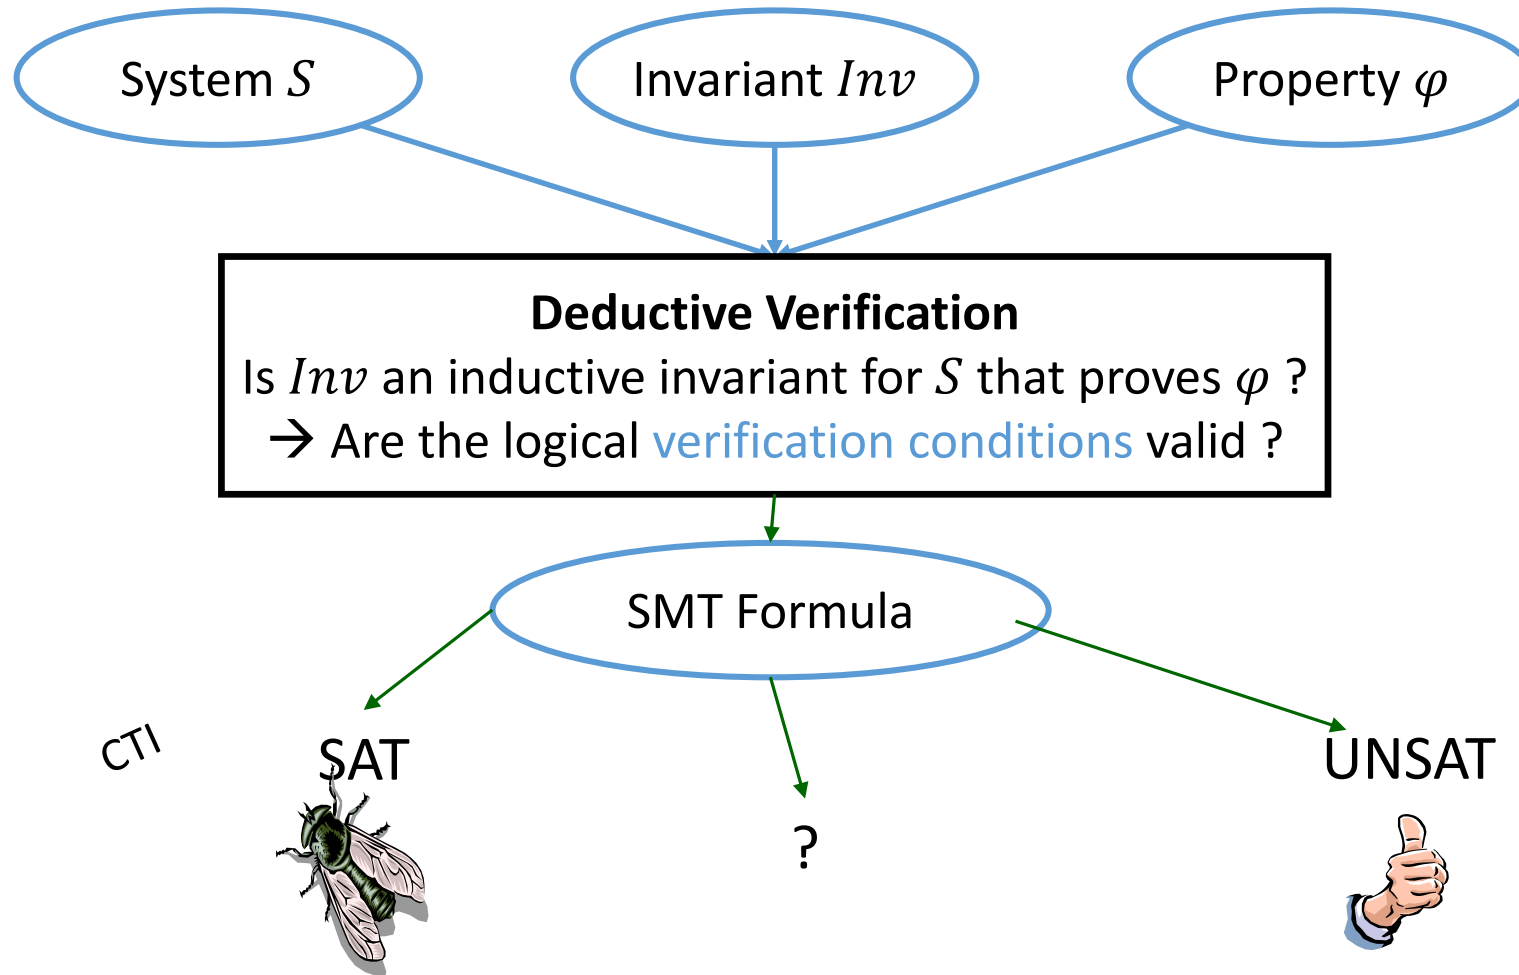 System 𝑆
Invariant 𝐼𝑛𝑣
Property 𝜑
Deductive Verification
Is 𝐼𝑛𝑣 an inductive invariant for 𝑆 that proves 𝜑 ?
→ Are the logical verification conditions valid ?
SMT Formula
CTI
SAT
?
UNSAT